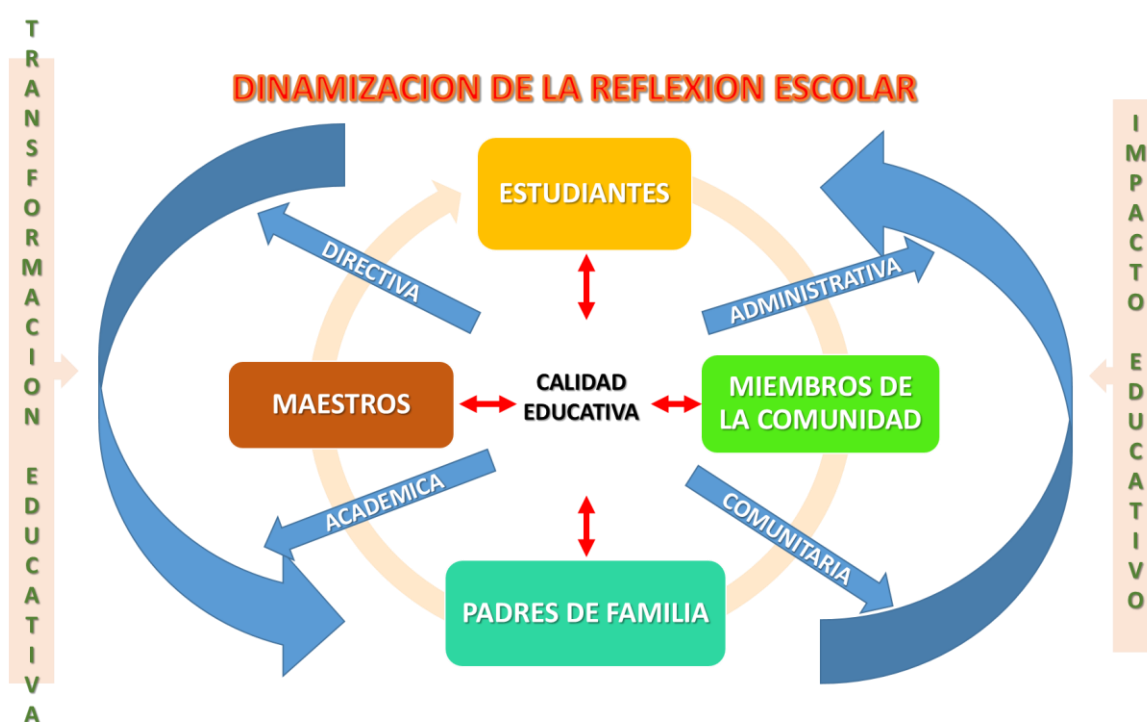 TRANSFORMACION EDUCATIVA
DINAMIZACION DE LA REFLEXION ESCOLAR
IMPACTO EDUCATIVO
ESTUDIANTES
DIRECTIVA
ADMINISTRATIVA
MAESTROS
CALIDAD
EDUCATIVA
MIEMBROS DE
LA COMUNIDAD
ACADEMICA
COMUNITARIA
PADRES DE FAMILIA